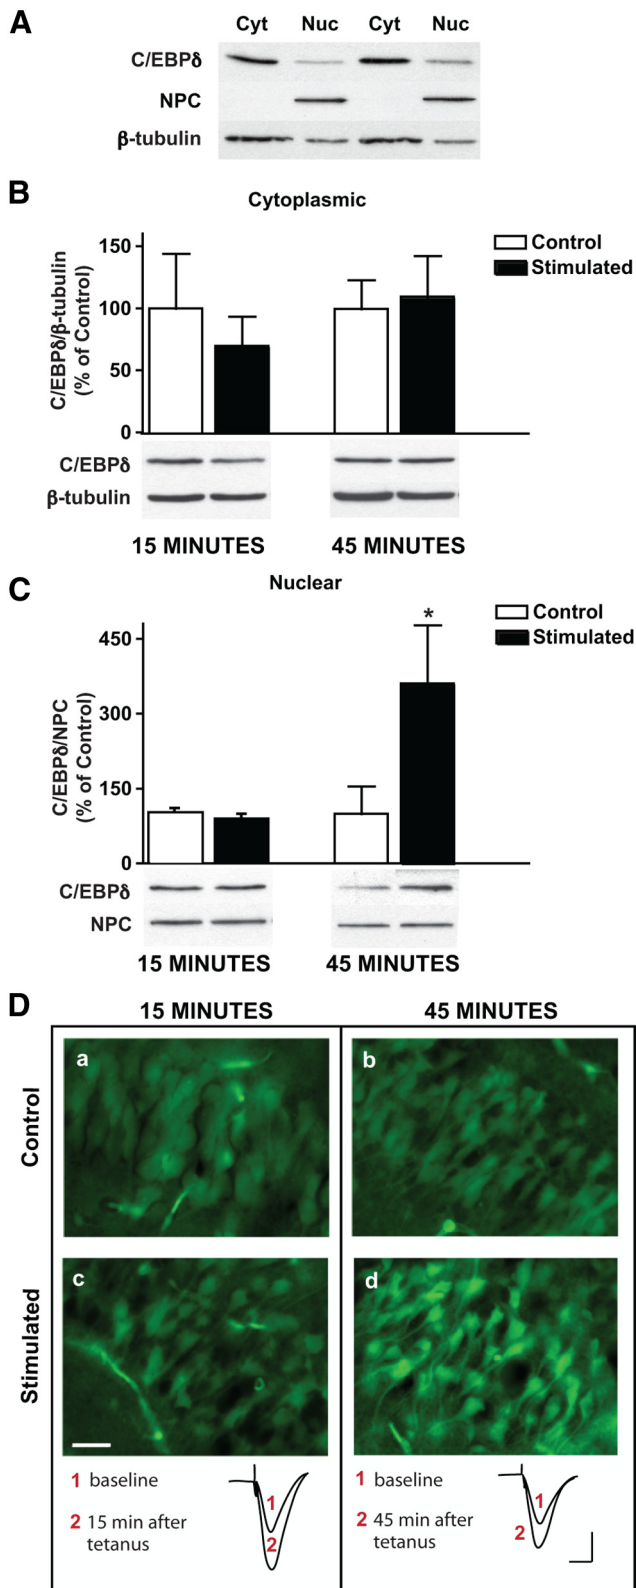 A
Cyt Nuc Cyt Nuc
C/EBPδ
NPC
β-tubulin
B
Cytoplasmic
C/EBPδ/β-tubulin
(% of Control)
150
100
50
0
Control
Stimulated
C/EBPδ
β-tubulin
15 MINUTES 45 MINUTES
C
Nuclear
C/EBPδ/NPC
(% of Control)
450
300
150
0
*
Control
Stimulated
C/EBPδ
NPC
15 MINUTES 45 MINUTES
D
15 MINUTES 45 MINUTES
Control
a
b
Stimulated
c
d
1 baseline
2 15 min after
tetanus
1
2
1 baseline
2 45 min after
tetanus
1
2